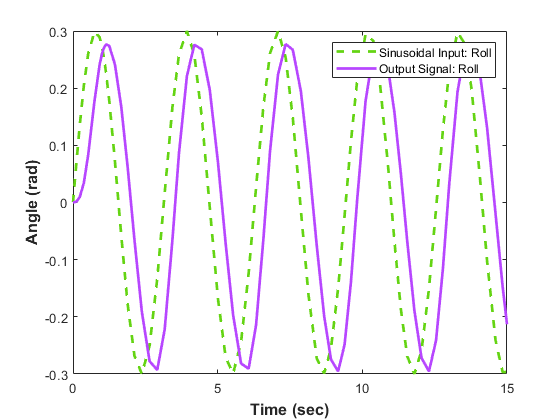 Sinusoidal Input: Roll
Output Signal: Roll
0.3
0.2
0.1
0
-0.1
-0.2
-0.3
Angle (rad)
0
5
10
15
Time (sec)